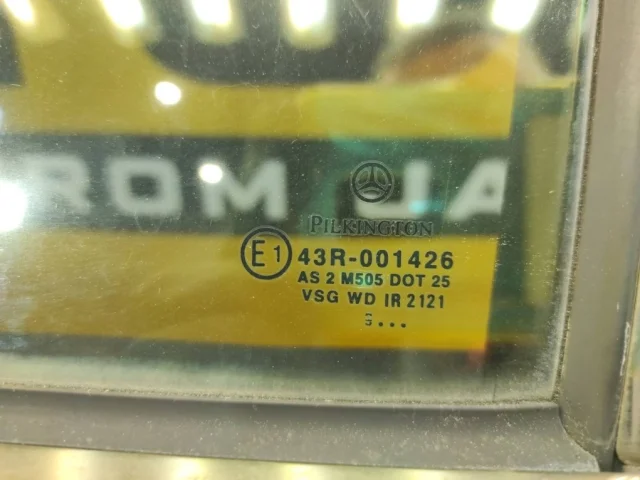 ROM JA
PILKINGTON
E1 43R-001426
AS 2 M505 DOT 25
VSG WD IR 2121